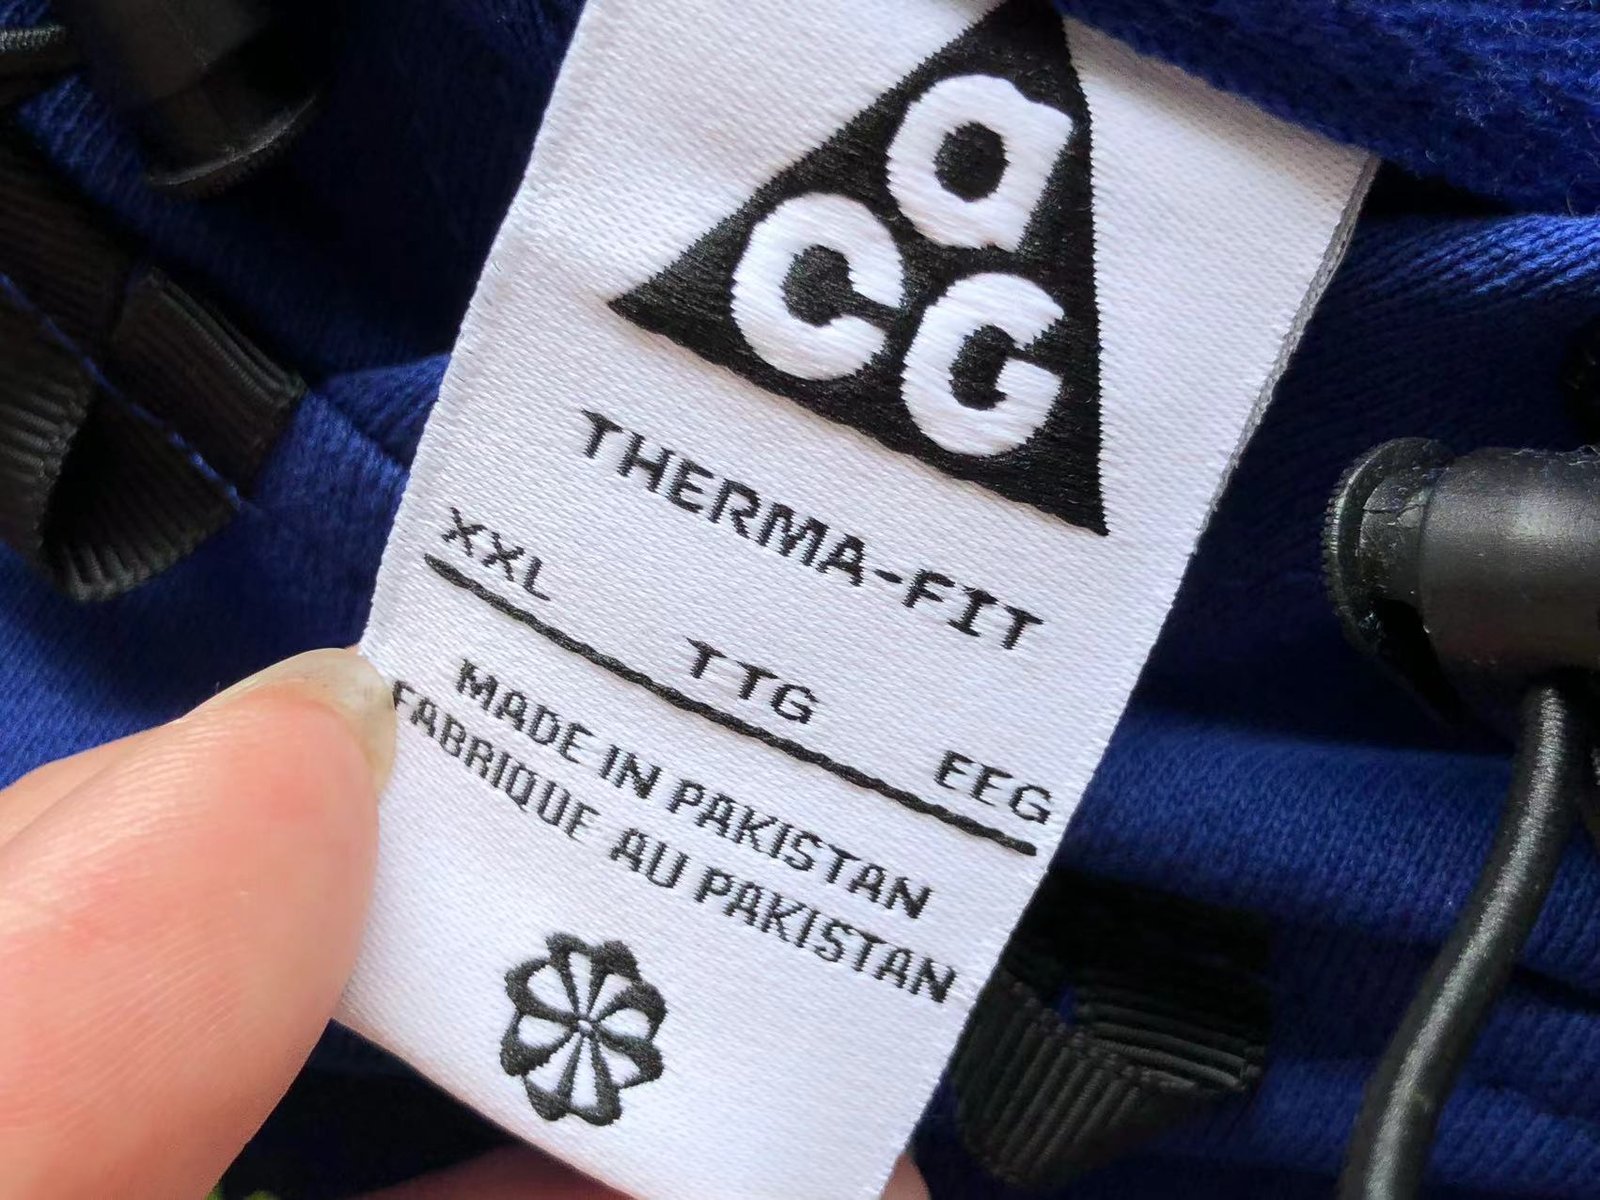 aCG
THERMA-FIT
XXL TTG EEG
MADE IN PAKISTAN
FABRIQUE AU PAKISTAN